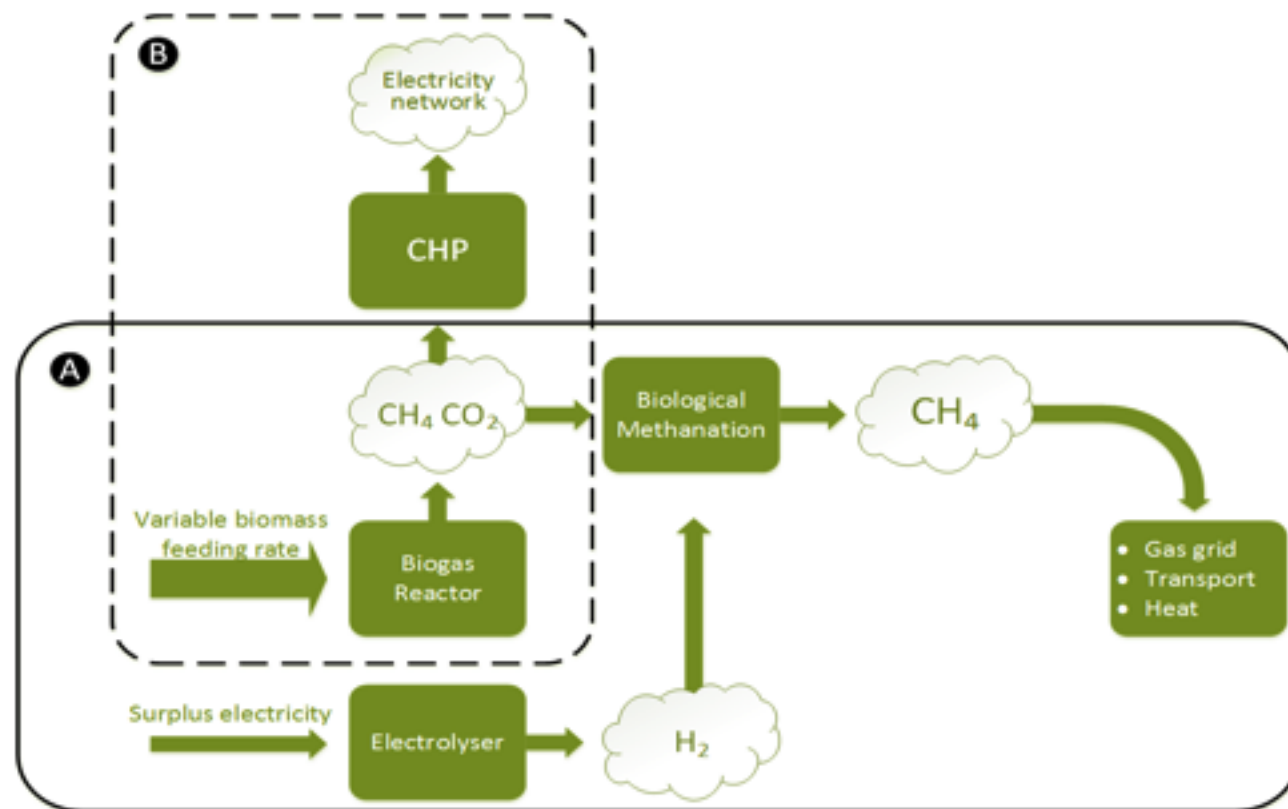 B
Electricity
network
CHP
A
CH₄ CO₂
Biological
Methanation
CH₄
Variable biomass
feeding rate
Biogas
Reactor
• Gas grid
• Transport
• Heat
Surplus electricity
Electrolyser
H₂